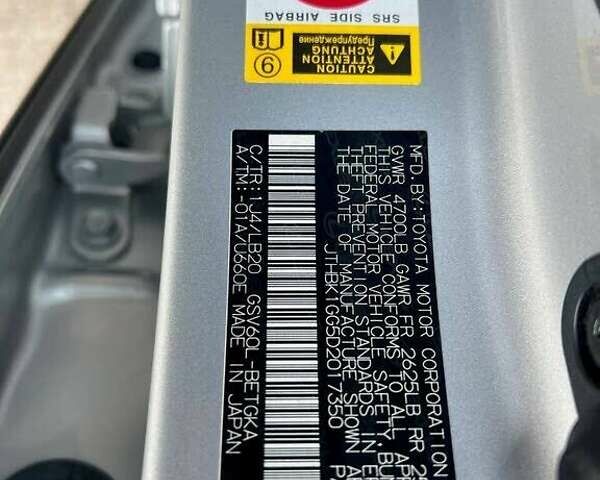 SRS SIDE AIRBAG
CAUTION
ATTENTION
ACHTUNG
Предупреждение
MFD. BY: TOYOTA MOTOR CORPORATION
GVWR 4700LB GAWR FR 2625LB RR
THIS VEHICLE CONFORMS TO ALL
FEDERAL MOTOR VEHICLE SAFETY,
THEFT PREVENTION STANDARDS IN
THE DATE OF MANUFACTURE SHOWN
JTHBK1GG5D2017350
C/TR: 1J4/LB20 GSV60L-BETGKA
A/TM: -01A/U660E MADE IN JAPAN